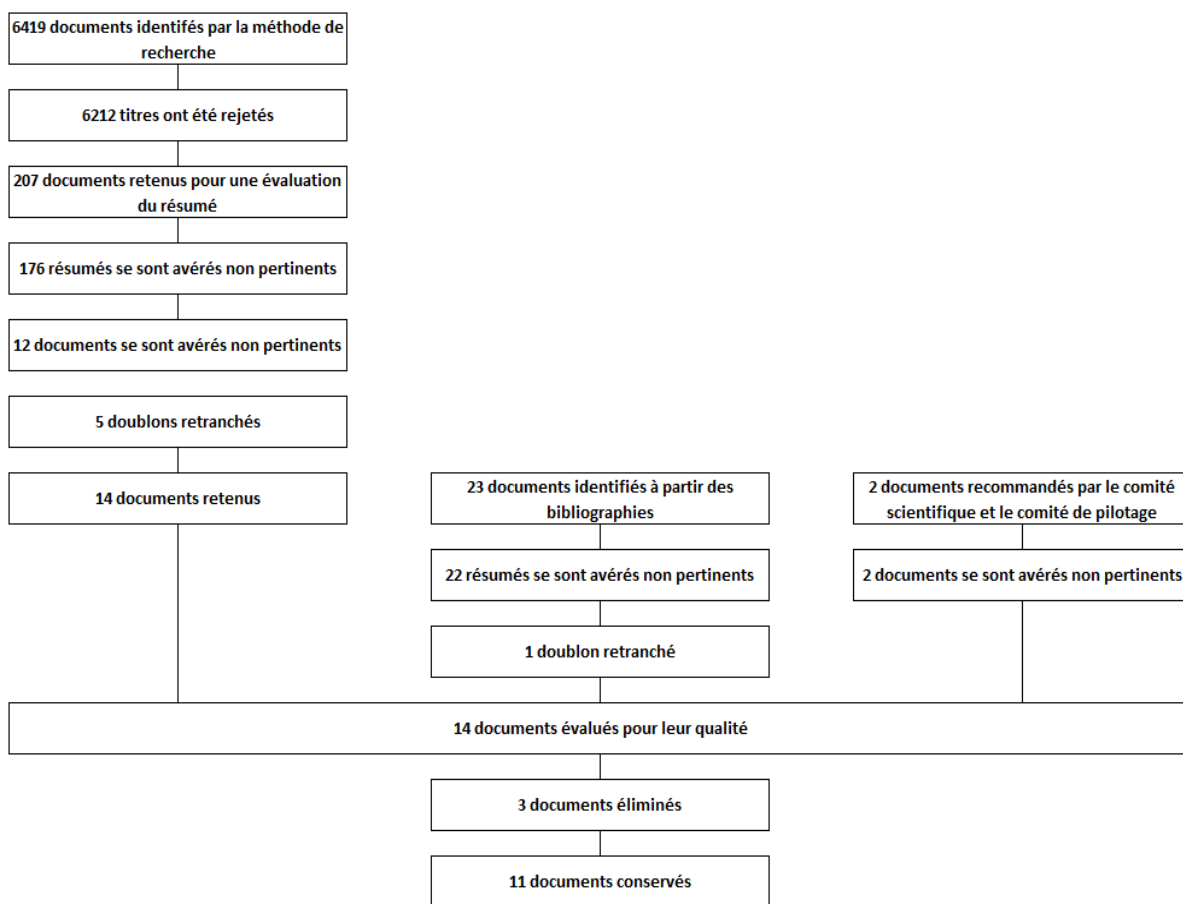 6419 documents identifés par la méthode de
recherche
6212 titres ont été rejetés
207 documents retenus pour une évaluation
du résumé
176 résumés se sont avérés non pertinents
12 documents se sont avérés non pertinents
5 doublons retranchés
14 documents retenus
23 documents identifiés à partir des
bibliographies
22 résumés se sont avérés non pertinents
1 doublon retranché
2 documents recommandés par le comité
scientifique et le comité de pilotage
2 documents se sont avérés non pertinents
14 documents évalués pour leur qualité
3 documents éliminés
11 documents conservés